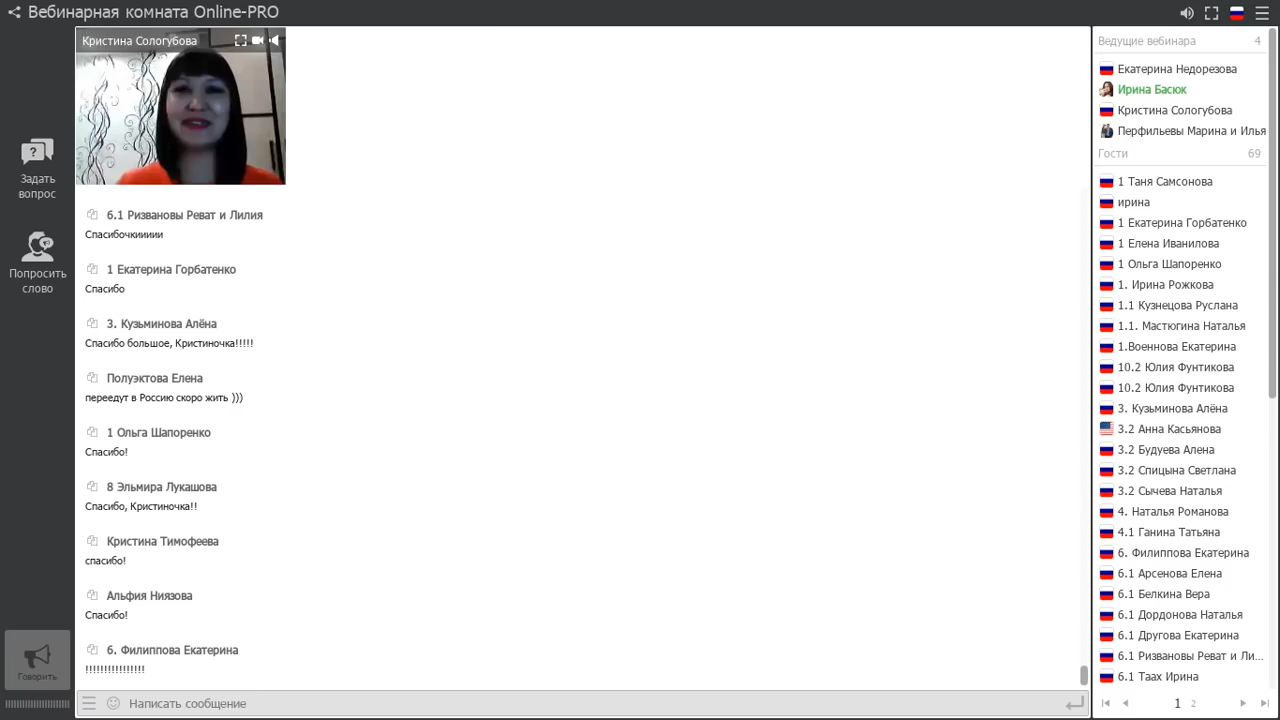 Вебинарная комната Online-PRO
Задать
вопрос
Попросить
слово
Говорить
Кристина Сологубова
6.1 Ризвановы Реват и Лилия
Спасибочкиииии
1 Екатерина Горбатенко
Спасибо
3. Кузьминова Алёна
Спасибо большое, Кристиночка!!!!!
Полуэктова Елена
переедут в Россию скоро жить )))
1 Ольга Шапоренко
Спасибо!
8 Эльмира Лукашова
Спасибо, Кристиночка!!
Кристина Тимофеева
спасибо!
Альфия Ниязова
Спасибо!
6. Филиппова Екатерина
!!!!!!!!!!!!!!!!
Написать сообщение
Ведущие вебинара 4
Екатерина Недорезова
Ирина Басюк
Кристина Сологубова
Перфильевы Марина и Илья
Гости 69
1 Таня Самсонова
ирина
1 Екатерина Горбатенко
1 Елена Иванилова
1 Ольга Шапоренко
1. Ирина Рожкова
1.1 Кузнецова Руслана
1.1. Мастюгина Наталья
1.Военнова Екатерина
10.2 Юлия Фунтикова
10.2 Юлия Фунтикова
3. Кузьминова Алёна
3.2 Анна Касьянова
3.2 Будуева Алена
3.2 Спицына Светлана
3.2 Сычева Наталья
4. Наталья Романова
4.1 Ганина Татьяна
6. Филиппова Екатерина
6.1 Арсенова Елена
6.1 Белкина Вера
6.1 Дордонова Наталья
6.1 Другова Екатерина
6.1 Ризвановы Реват и Ли...
6.1 Таах Ирина
1 2